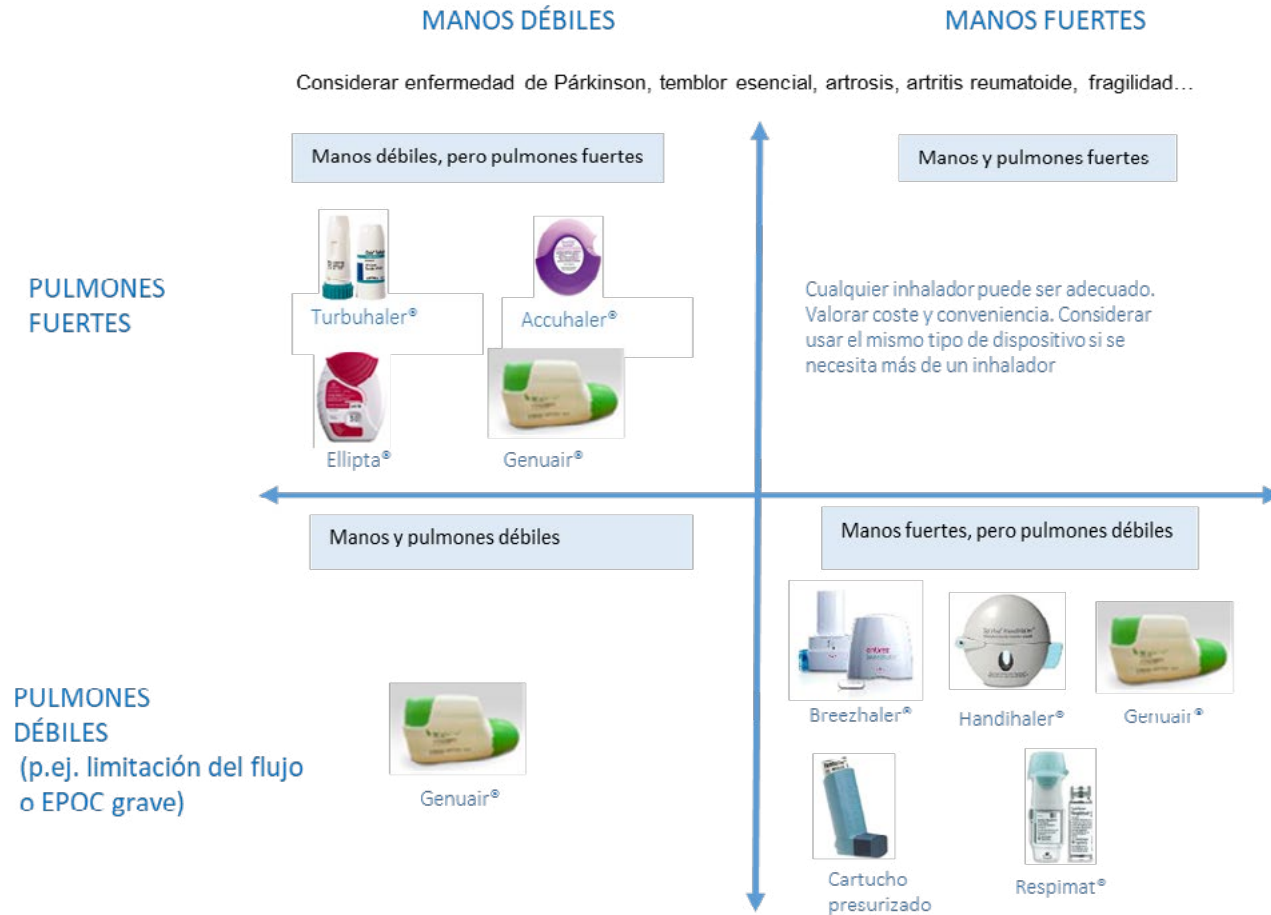 MANOS DÉBILES
MANOS FUERTES
Considerar enfermedad de Párkinson, temblor esencial, artrosis, artritis reumatoide, fragilidad…
Manos débiles, pero pulmones fuertes
Manos y pulmones fuertes
PULMONES
FUERTES
Turbuhaler®
Accuhaler®
Ellipta®
Genuair®
Cualquier inhalador puede ser adecuado.
Valorar coste y conveniencia. Considerar
usar el mismo tipo de dispositivo si se
necesita más de un inhalador
Manos y pulmones débiles
Manos fuertes, pero pulmones débiles
PULMONES
DÉBILES
(p.ej. limitación del flujo
o EPOC grave)
Genuair®
Breezhaler®
Handihaler®
Genuair®
Cartucho
presurizado
Respimat®